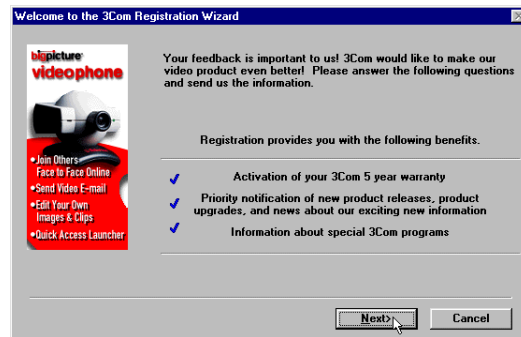 Welcome to the 3Com Registration Wizard
bigpicture
videophone
•Join Others
Face to Face Online
•Send Video E-mail
•Edit Your Own
Images & Clips
•Quick Access Launcher
Your feedback is important to us! 3Com would like to make our
video product even better! Please answer the following questions
and send us the information.
Registration provides you with the following benefits.
Activation of your 3Com 5 year warranty
Priority notification of new product releases, product
upgrades, and news about our exciting new information
Information about special 3Com programs
Next>
Cancel